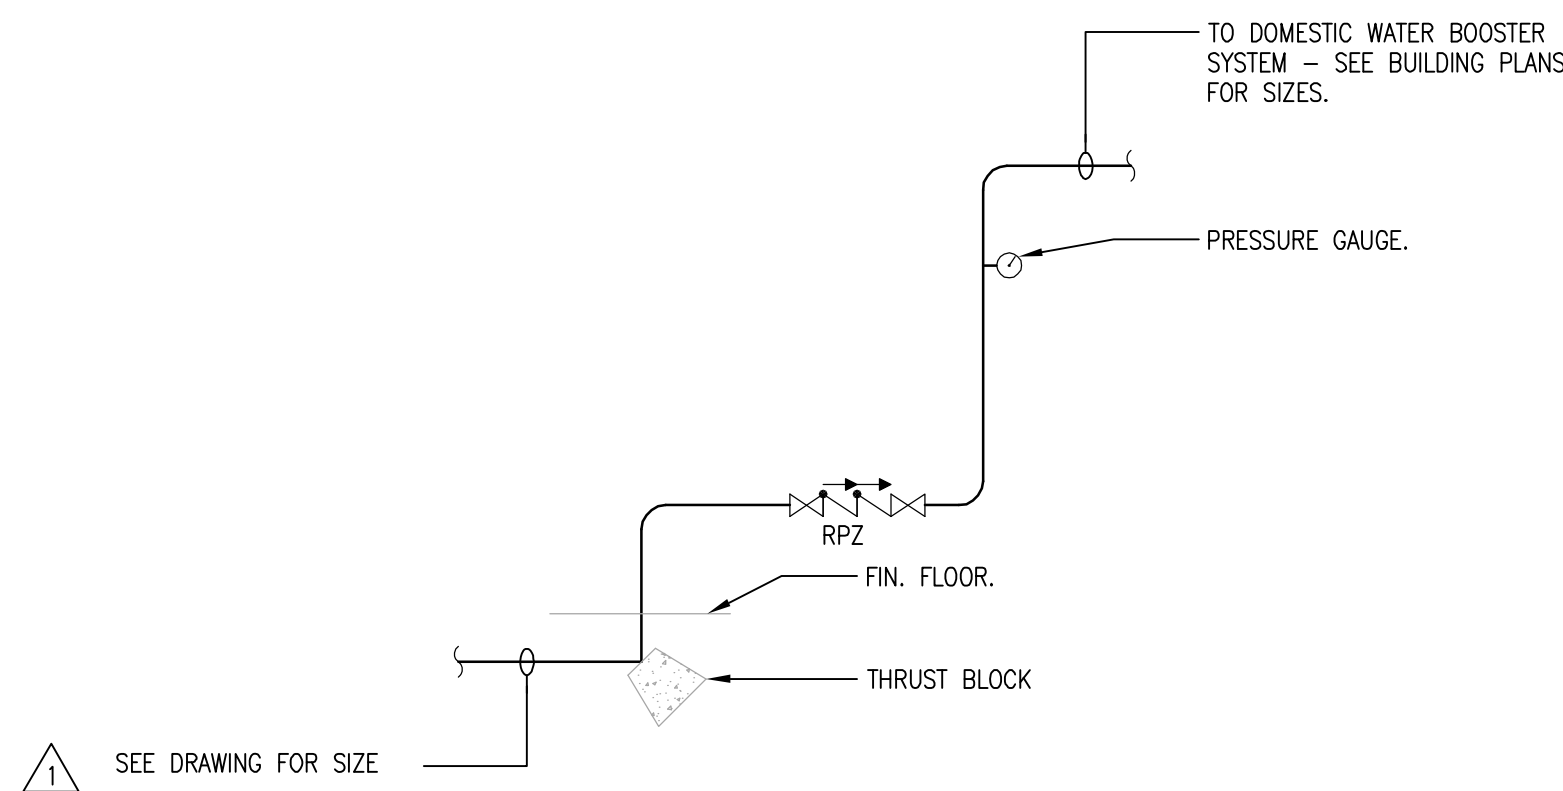 TO DOMESTIC WATER BOOSTER
SYSTEM – SEE BUILDING PLANS
FOR SIZES.
PRESSURE GAUGE.
RPZ
FIN. FLOOR.
THRUST BLOCK
1 SEE DRAWING FOR SIZE